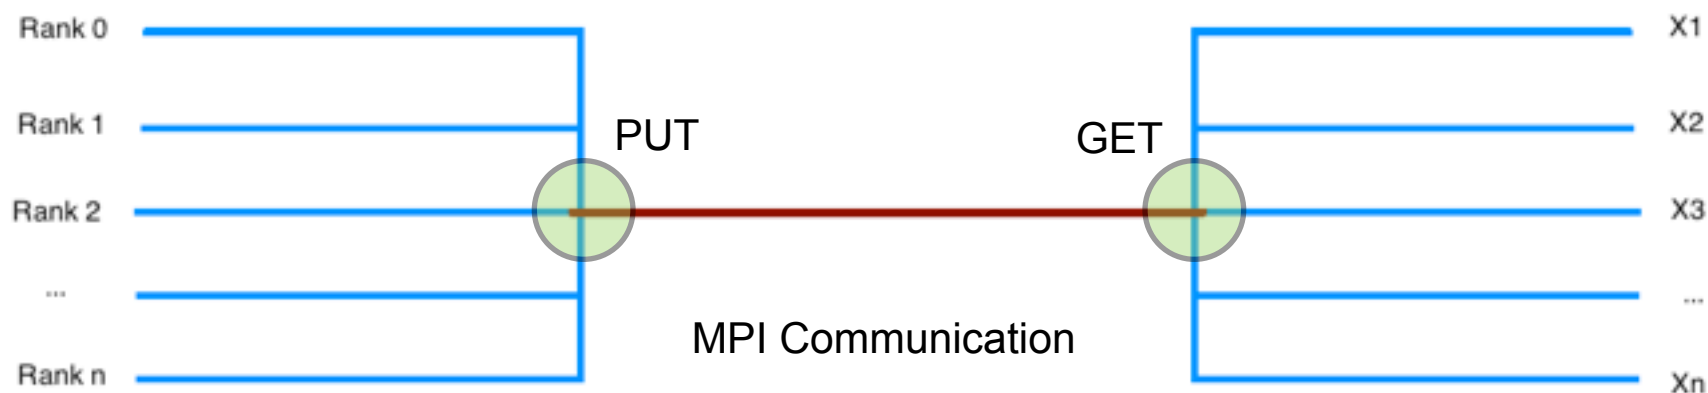 Rank 0
X1
Rank 1
PUT
GET
X2
Rank 2
X3
...
...
MPI Communication
Rank n
Xn